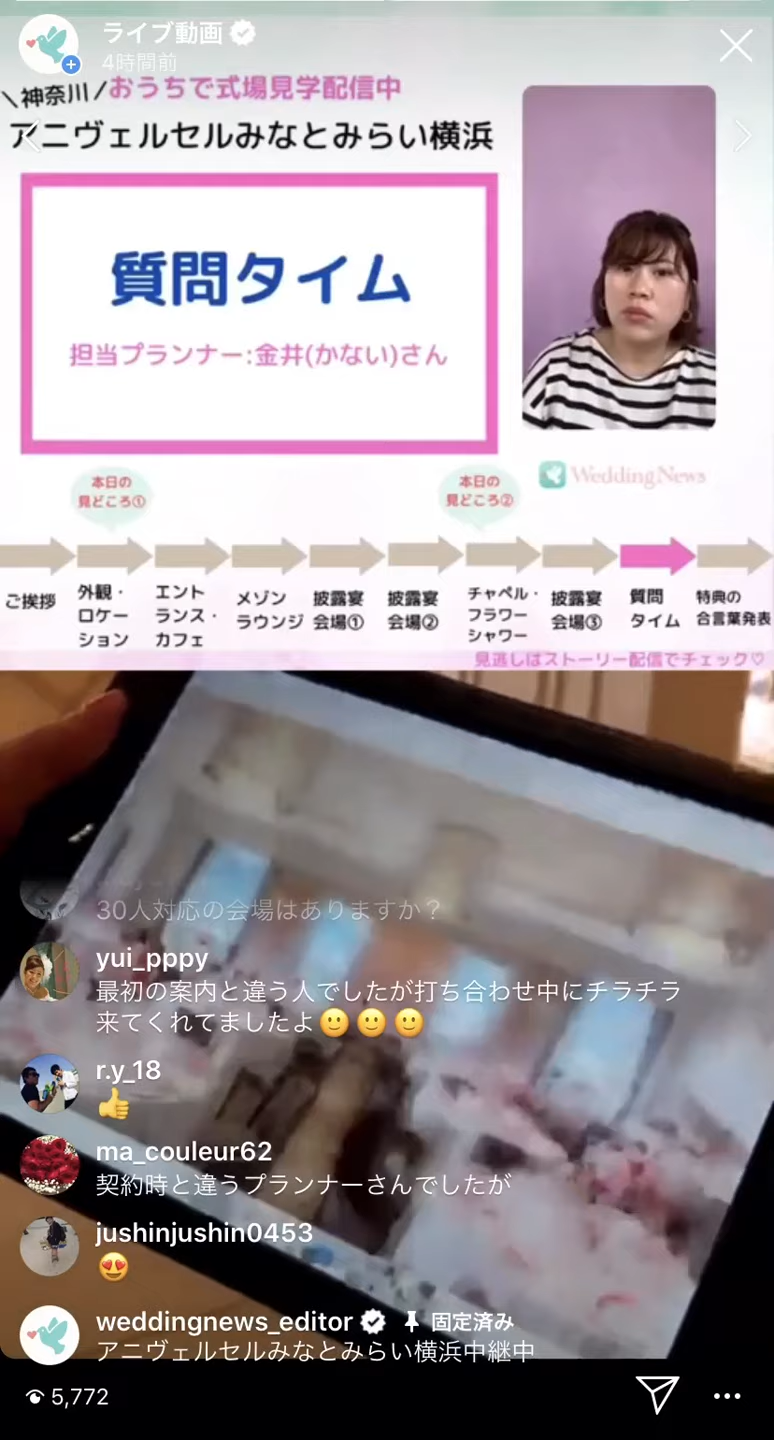 ライブ動画
4時間前
＼神奈川／おうちで式場見学配信中
アニヴェルセルみなとみらい横浜
質問タイム
担当プランナー:金井(かない)さん
WeddingNews
本日の
見どころ①
本日の
見どころ②
ご挨拶
外観・
ロケー
ション
エント
ランス・
カフェ
メゾン
ラウンジ
披露宴
会場①
披露宴
会場②
チャペル・
フラワー
シャワー
披露宴
会場③
質問
タイム
特典の
合言葉発表
見逃しはストーリー配信でチェック♡
30人対応の会場はありますか？
yui_pppy
最初の案内と違う人でしたが打ち合わせ中にチラチラ
来てくれてましたよ🙂🙂🙂
r.y_18
👍
ma_couleur62
契約時と違うプランナーさんでしたが
jushinjushin0453
😍
weddingnews_editor 固定済み
アニヴェルセルみなとみらい横浜中継中
5,772